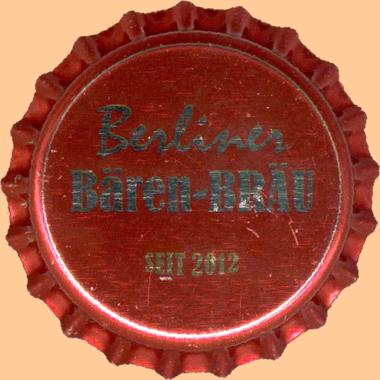 Berliner
Bären-BRÄU
SEIT 2012